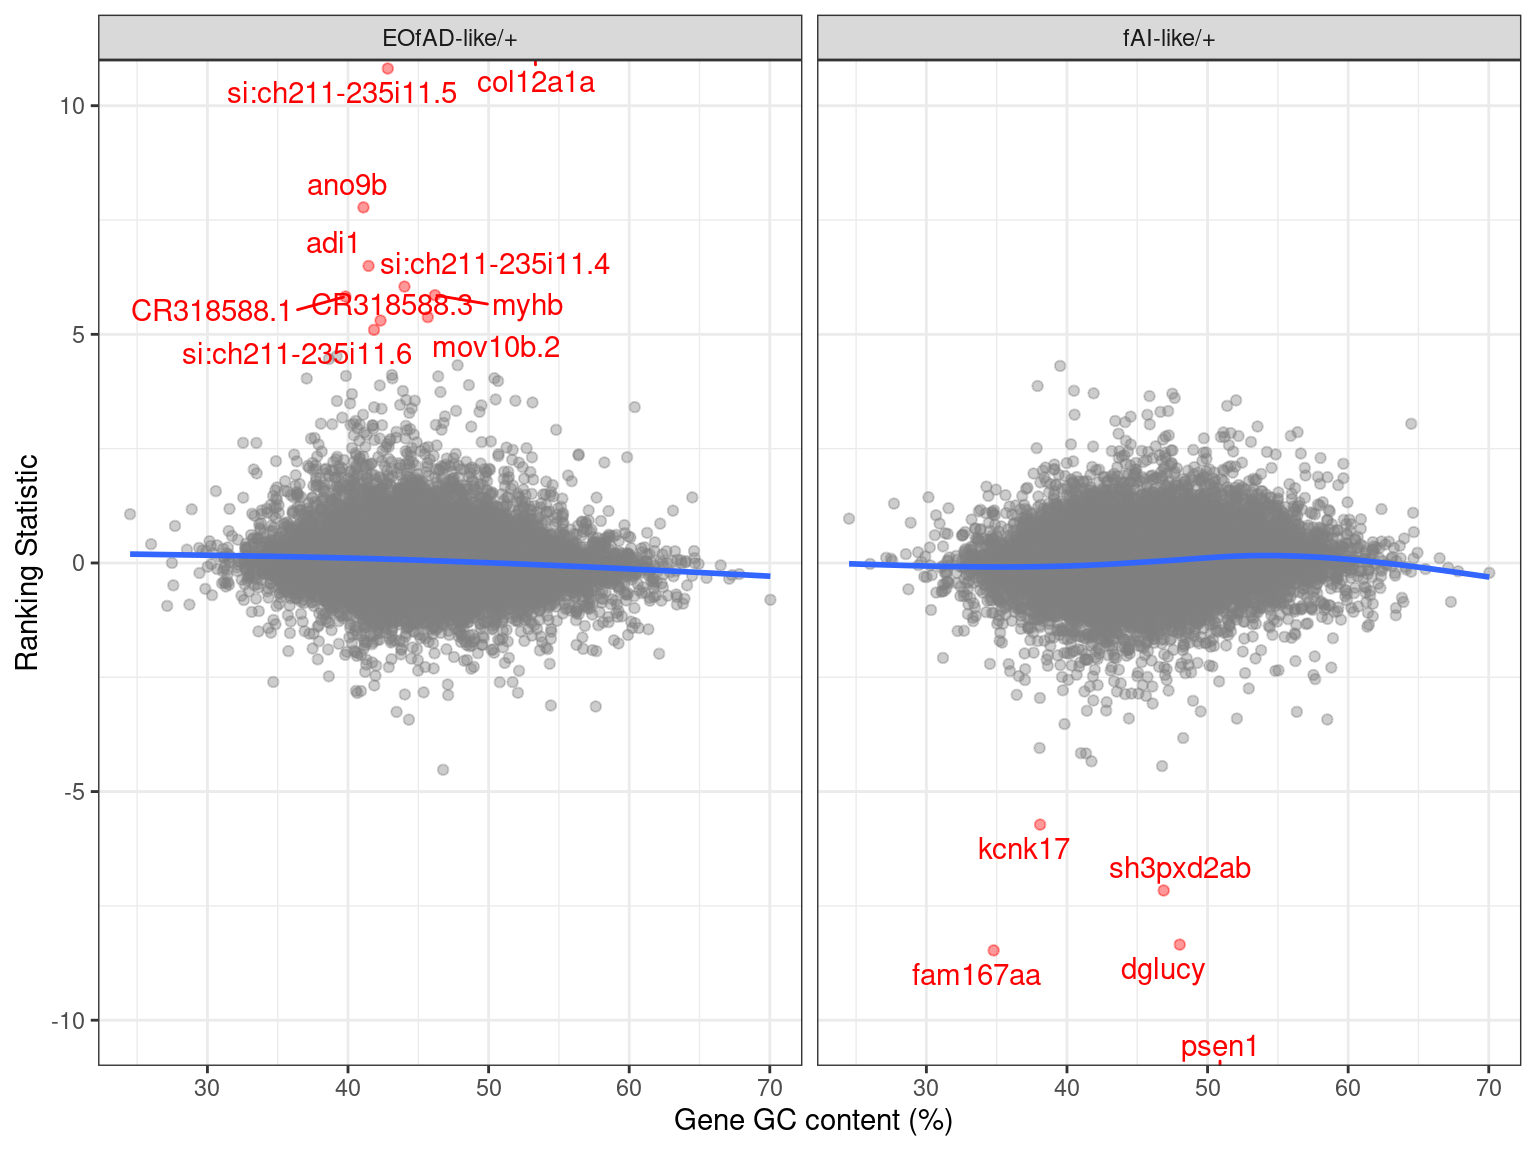 EOfAD-like/+
fAI-like/+
col12a1a
si:ch211-235i11.5
ano9b
adi1
si:ch211-235i11.4
CR318588.1
CR318588.3
myhb
mov10b.2
si:ch211-235i11.6
kcnk17
sh3pxd2ab
fam167aa
dglucy
psen1
10
5
0
-5
-10
Ranking Statistic
30 40 50 60 70
30 40 50 60 70
Gene GC content (%)